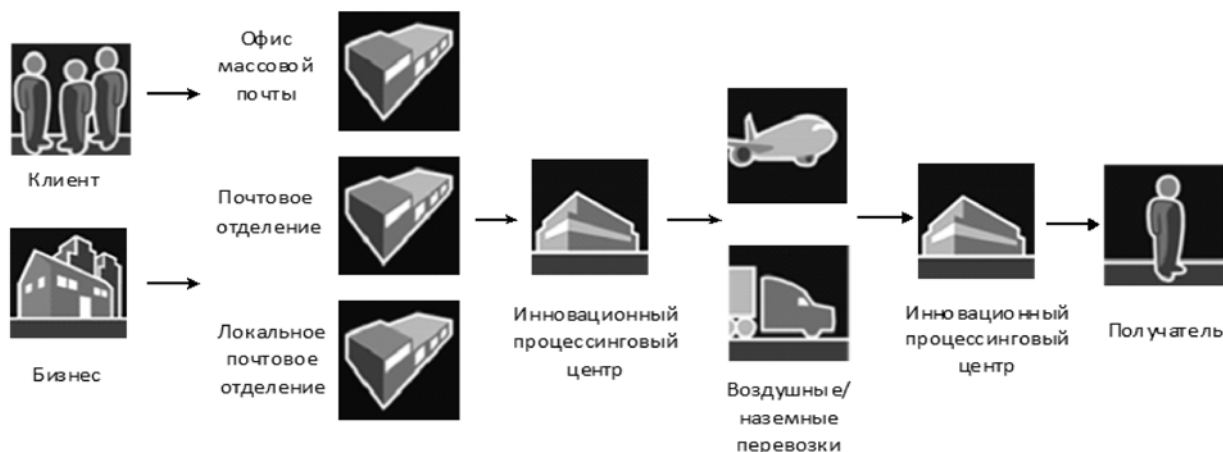 Офис
массовой
почты
Клиент
Почтовое
отделение
Бизнес
Локальное
почтовое
отделение
Инновационный
процессинговый
центр
Воздушные/
наземные
перевозки
Инновационный
процессинговый
центр
Получатель